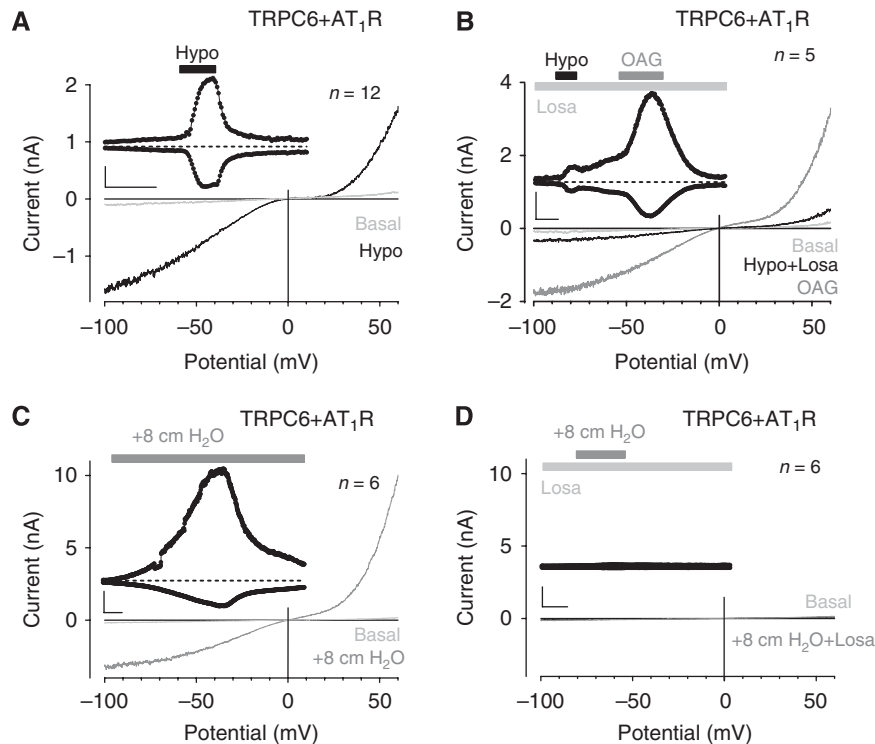 A
TRPC6+AT₁R
Hypo
n = 12
2
1
0
−1
Current (nA)
Basal
Hypo
−100
−50
0
50
Potential (mV)
B
TRPC6+AT₁R
Hypo
OAG
n = 5
Losa
4
2
0
−2
Current (nA)
Basal
Hypo+Losa
OAG
−100
−50
0
50
Potential (mV)
C
TRPC6+AT₁R
+8 cm H₂O
n = 6
10
5
0
Current (nA)
Basal
+8 cm H₂O
−100
−50
0
50
Potential (mV)
D
TRPC6+AT₁R
+8 cm H₂O
n = 6
Losa
10
5
0
Current (nA)
Basal
+8 cm H₂O+Losa
−100
−50
0
50
Potential (mV)